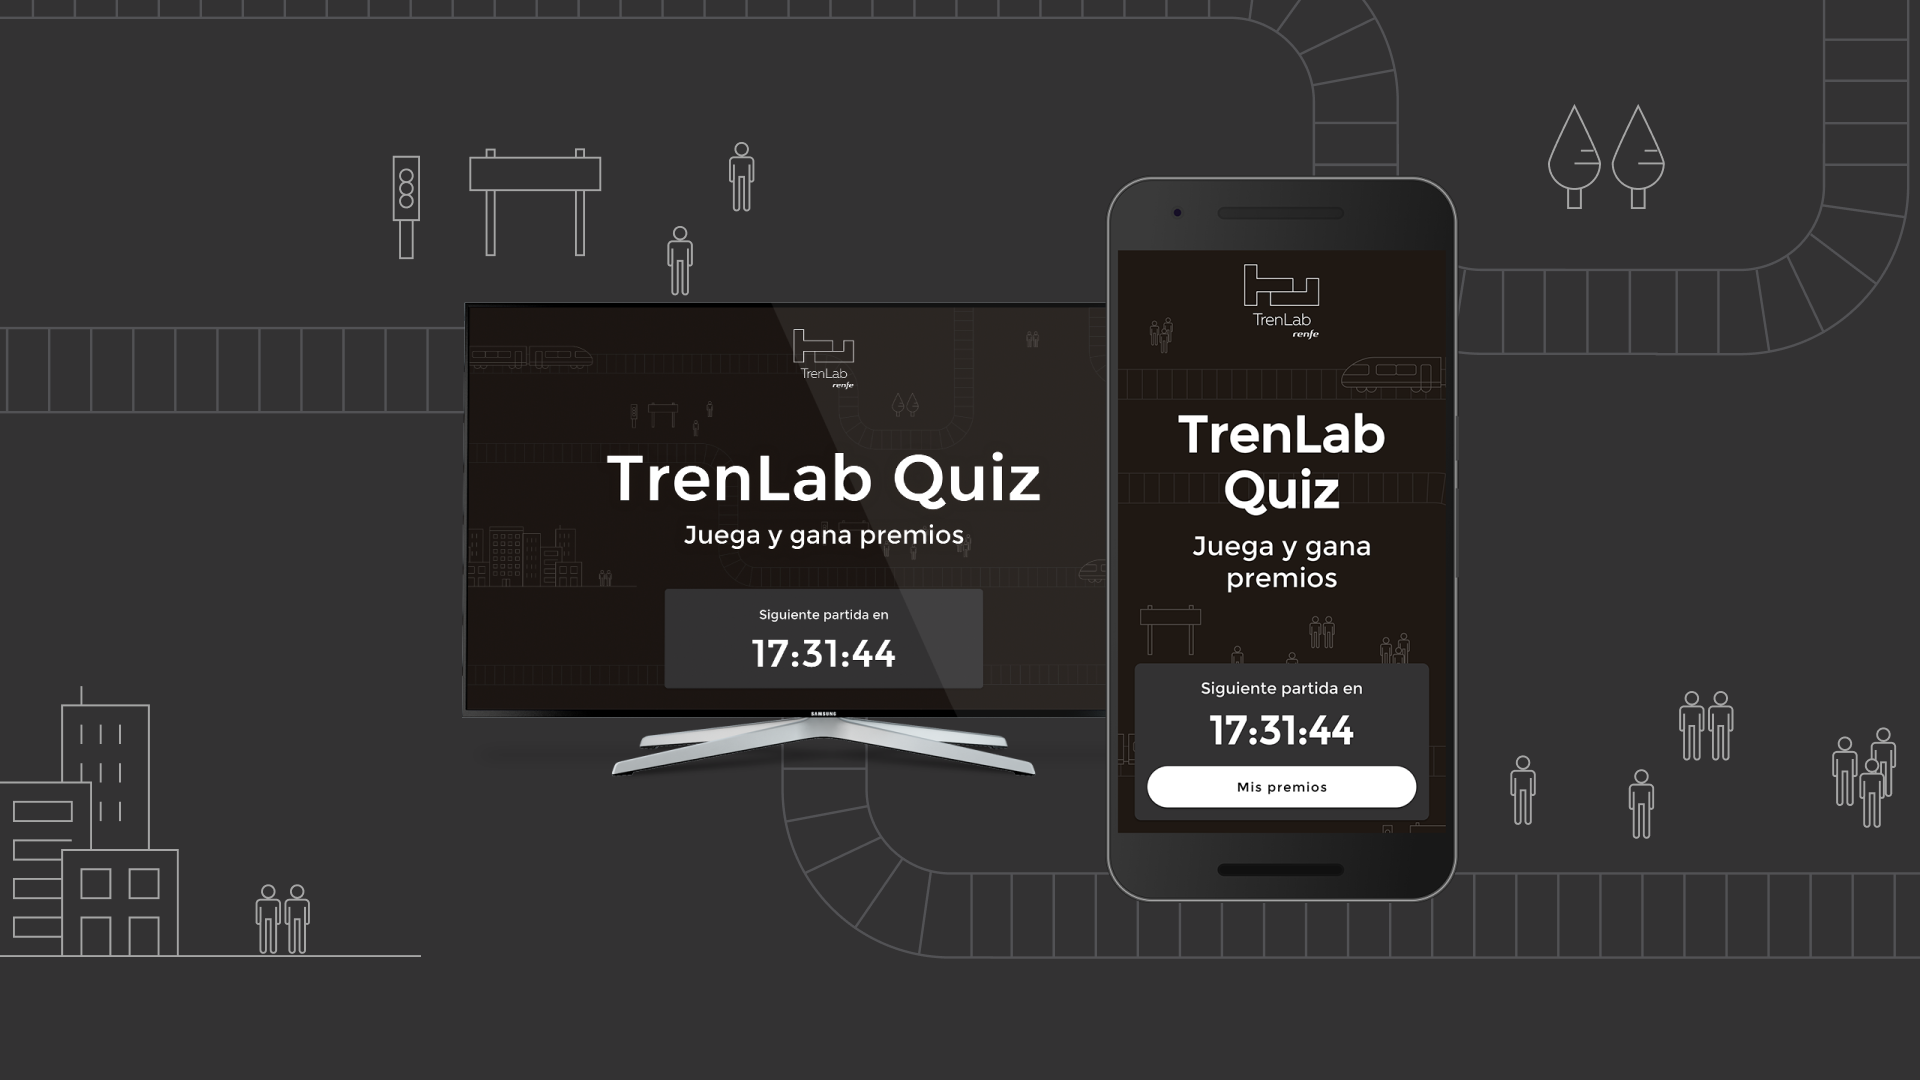 TrenLab
renfe
TrenLab Quiz
Juega y gana premios
Siguiente partida en
17:31:44
SAMSUNG
TrenLab
renfe
TrenLab
Quiz
Juega y gana
premios
Siguiente partida en
17:31:44
Mis premios